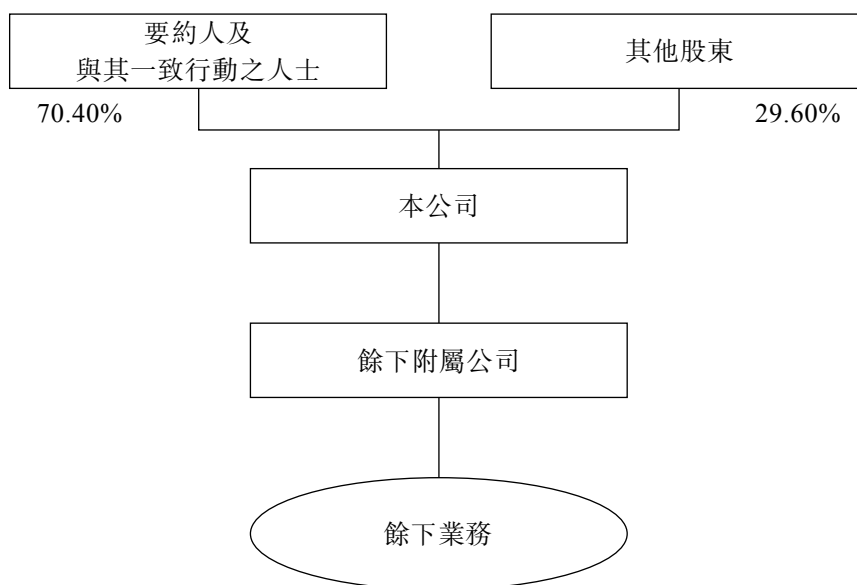 要約人及
與其一致行動之人士
其他股東
70.40%
29.60%
本公司
餘下附屬公司
餘下業務